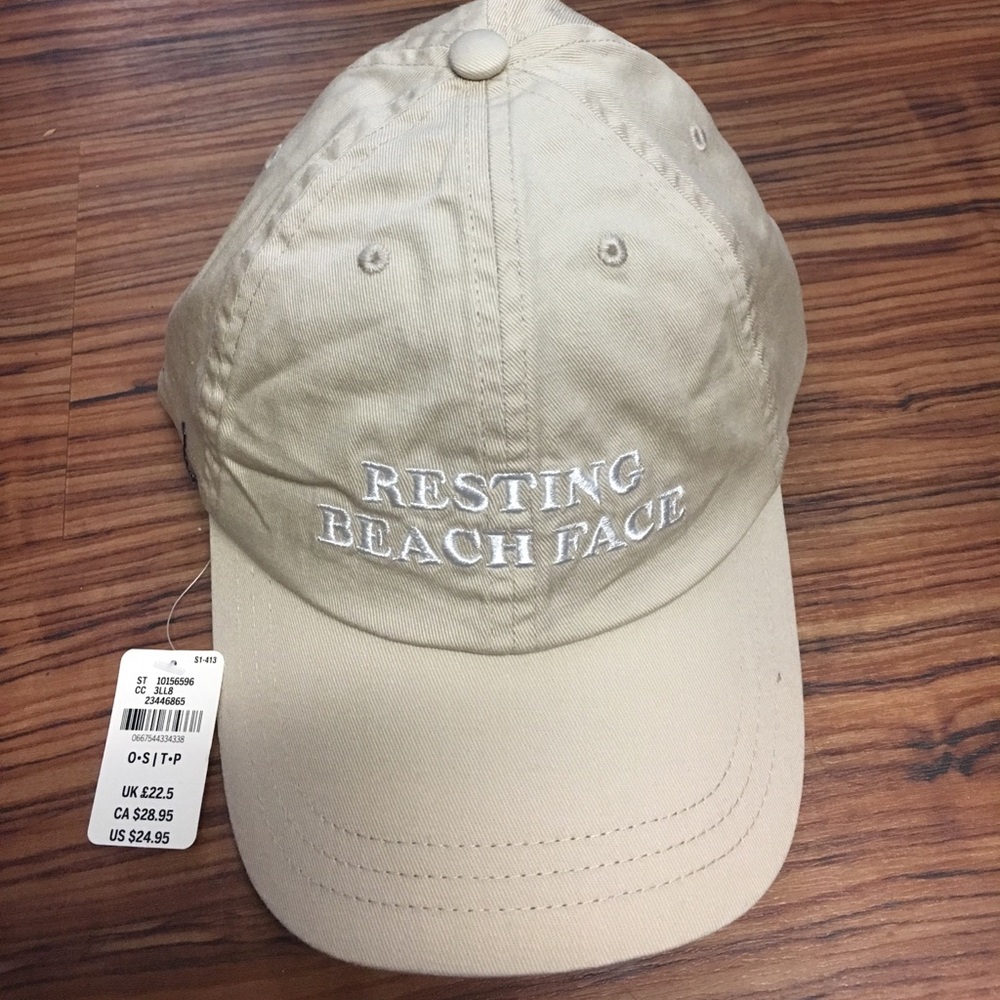 RESTING
BEACH FACE
S1-413
ST 10156596
CC 3LL8
23446865
0667544334338
O•S | T•P
UK £22.5
CA $28.95
US $24.95